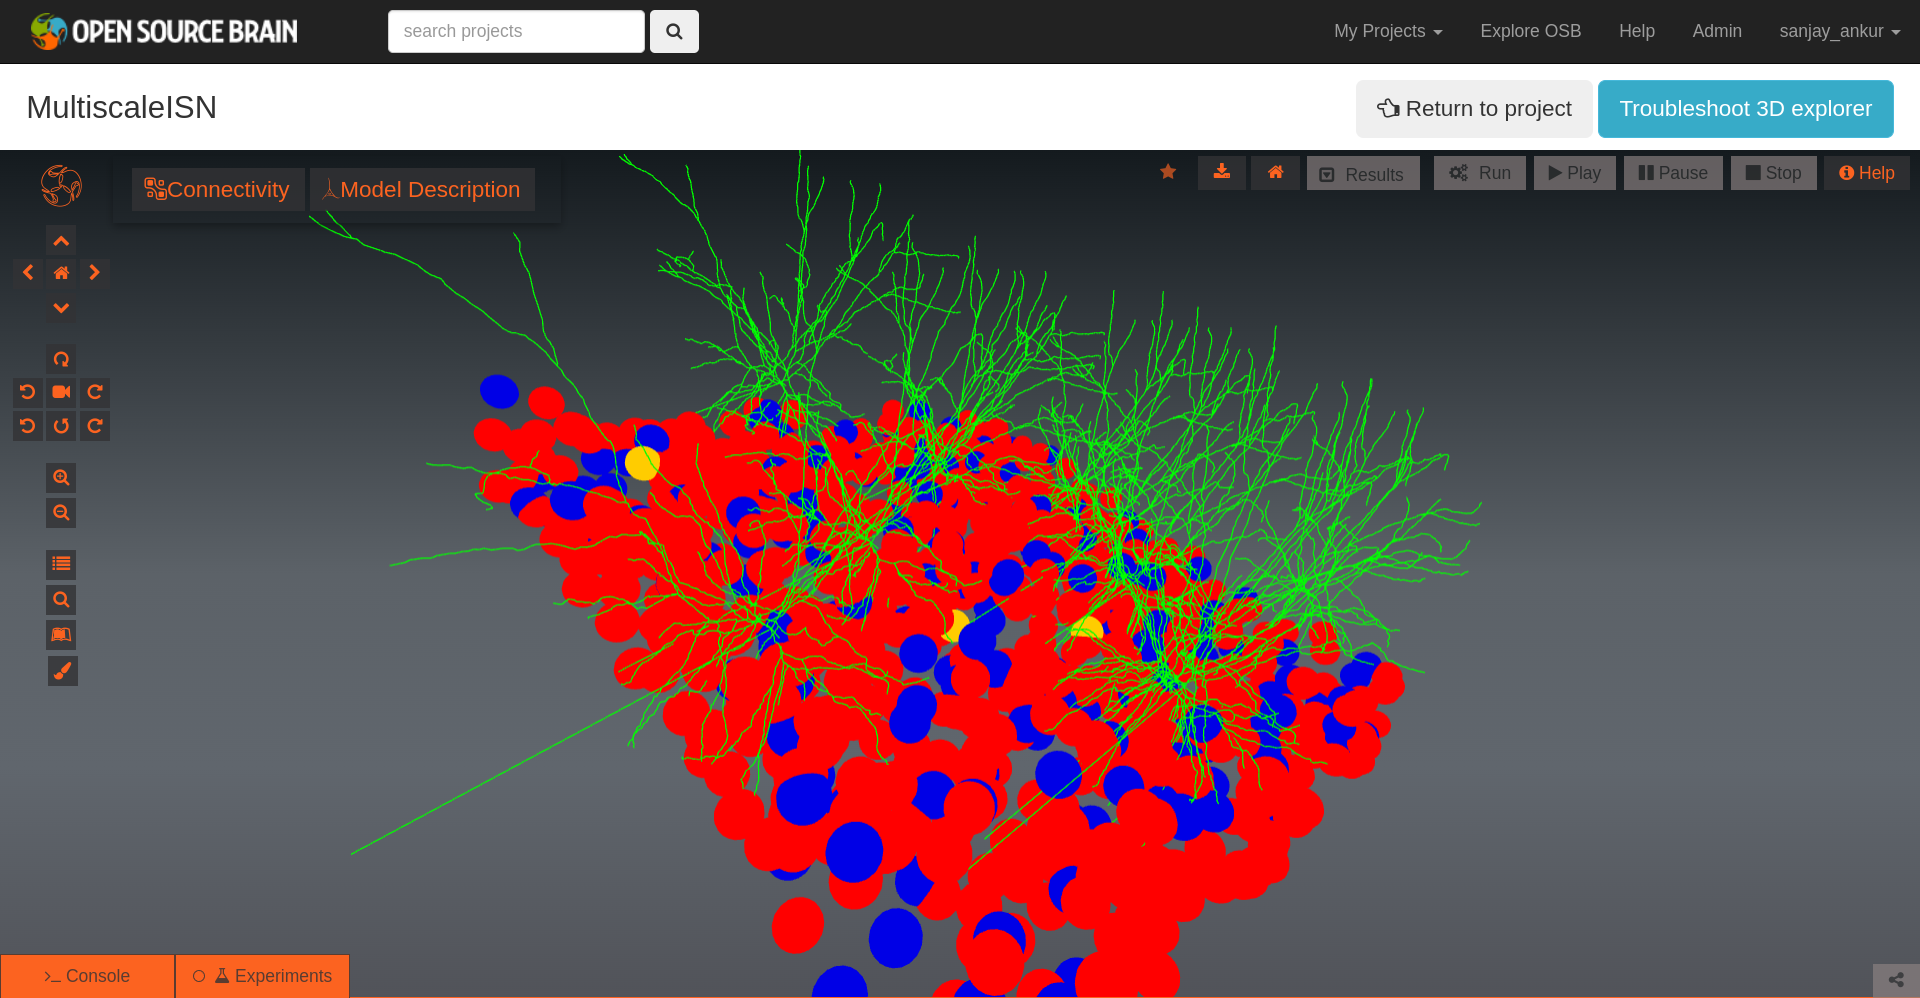 OPEN SOURCE BRAIN
search projects
My Projects
Explore OSB
Help
Admin
sanjay_ankur
MultiscaleISN
Return to project
Troubleshoot 3D explorer
Connectivity
Model Description
Results
Run
Play
Pause
Stop
Help
Console
Experiments